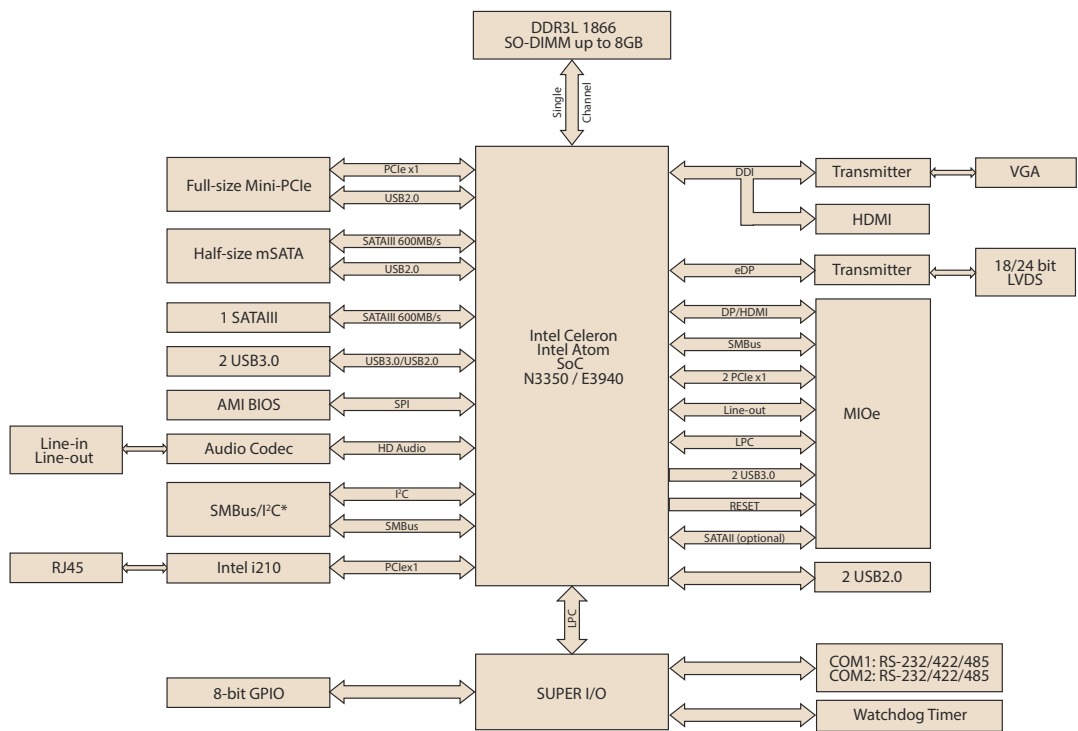 DDR3L 1866
SO-DIMM up to 8GB
Single
Channel
Full-size Mini-PCIe
PCIe x1
USB2.0
Half-size mSATA
SATAIII 600MB/s
USB2.0
1 SATAIII
SATAIII 600MB/s
2 USB3.0
USB3.0/USB2.0
AMI BIOS
SPI
Line-in
Line-out
Audio Codec
HD Audio
SMBus/I²C*
I²C
SMBus
RJ45
Intel i210
PCIex1
Intel Celeron
Intel Atom
SoC
N3350 / E3940
DDI
Transmitter
VGA
HDMI
eDP
Transmitter
18/24 bit
LVDS
DP/HDMI
SMBus
2 PCIe x1
Line-out
LPC
2 USB3.0
RESET
SATAII (optional)
MIOe
2 USB2.0
LPC
8-bit GPIO
SUPER I/O
COM1: RS-232/422/485
COM2: RS-232/422/485
Watchdog Timer